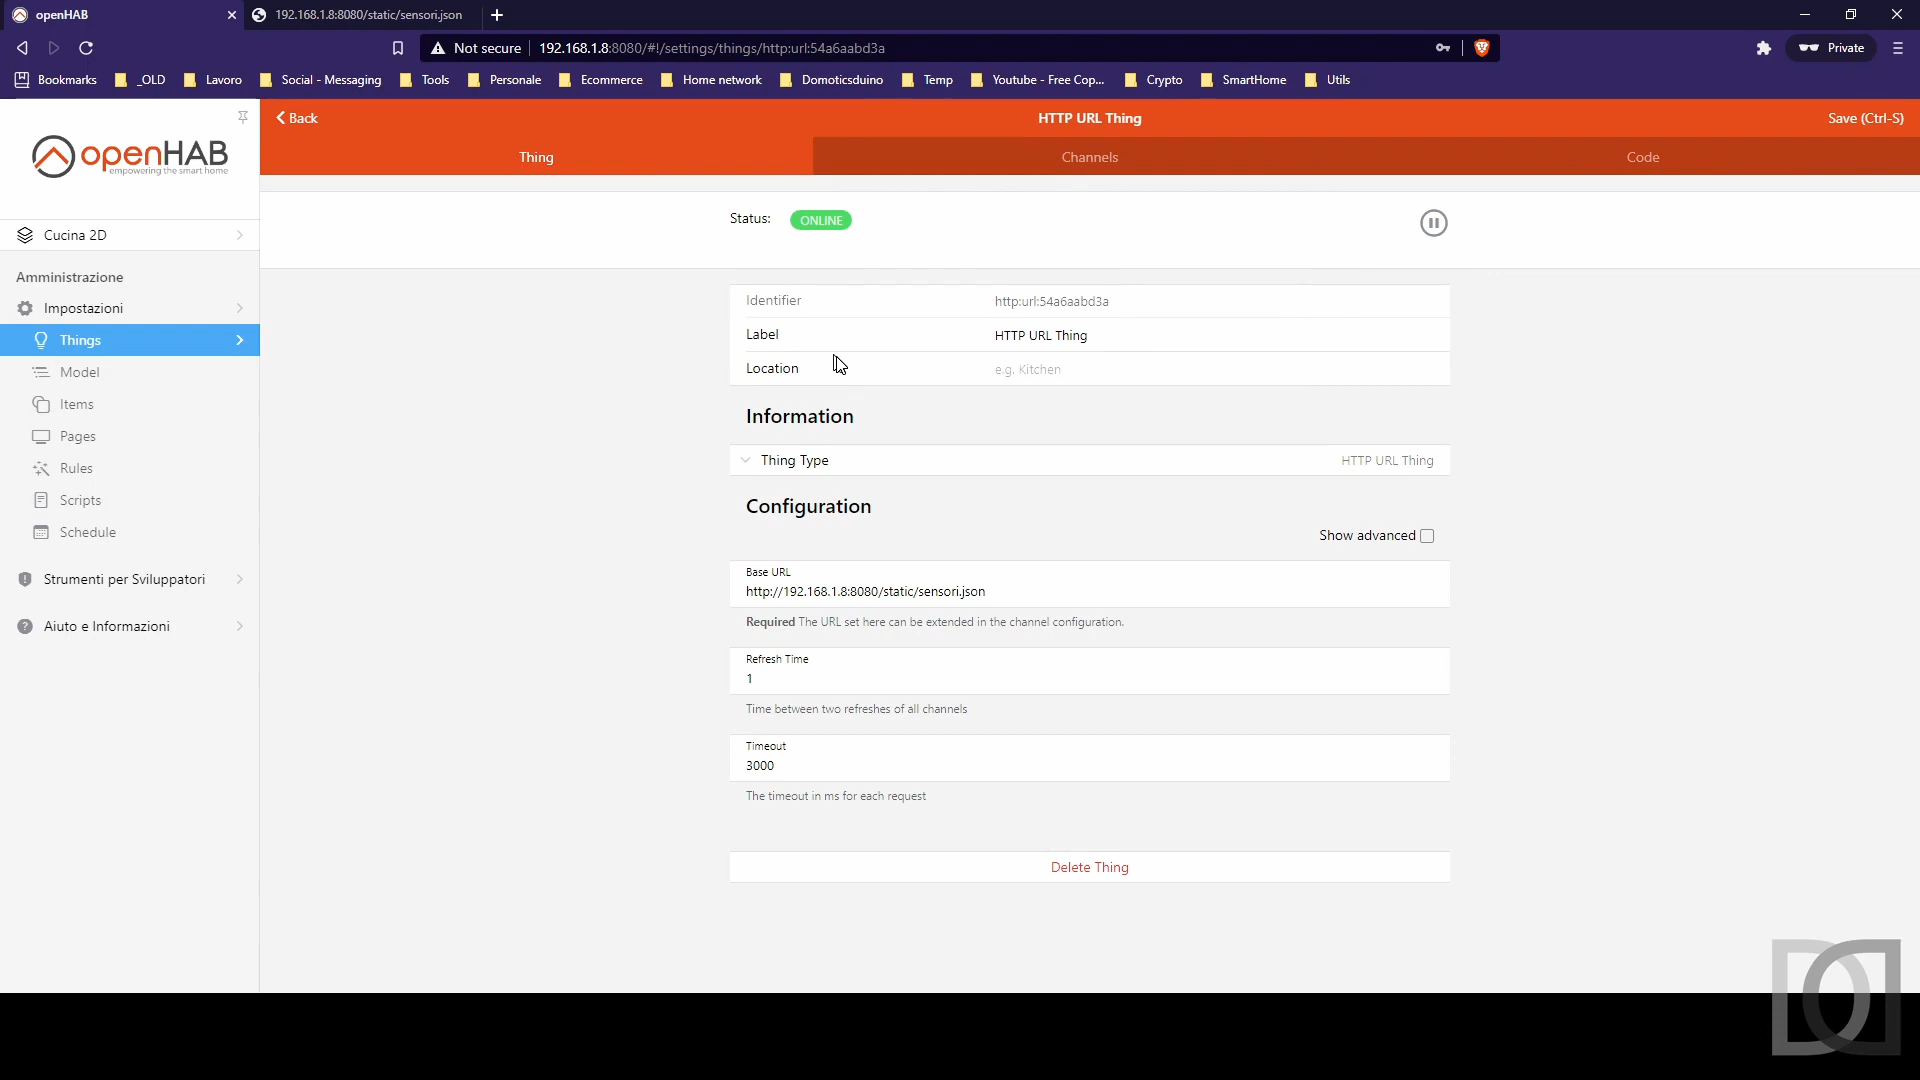 openHAB
192.168.1.8:8080/static/sensori.json
Not secure
192.168.1.8:8080/#!/settings/things/http:url:54a6aabd3a
Private
Bookmarks
_OLD
Lavoro
Social - Messaging
Tools
Personale
Ecommerce
Home network
Domoticsduino
Temp
Youtube - Free Cop...
Crypto
SmartHome
Utils
openHAB
empowering the smart home
Cucina 2D
Amministrazione
Impostazioni
Things
Model
Items
Pages
Rules
Scripts
Schedule
Strumenti per Sviluppatori
Aiuto e Informazioni
Back
HTTP URL Thing
Save (Ctrl-S)
Thing
Channels
Code
Status: ONLINE
Identifier http:url:54a6aabd3a
Label HTTP URL Thing
Location e.g. Kitchen
Information
Thing Type HTTP URL Thing
Configuration
Show advanced
Base URL
http://192.168.1.8:8080/static/sensori.json
Required The URL set here can be extended in the channel configuration.
Refresh Time
1
Time between two refreshes of all channels
Timeout
3000
The timeout in ms for each request
Delete Thing